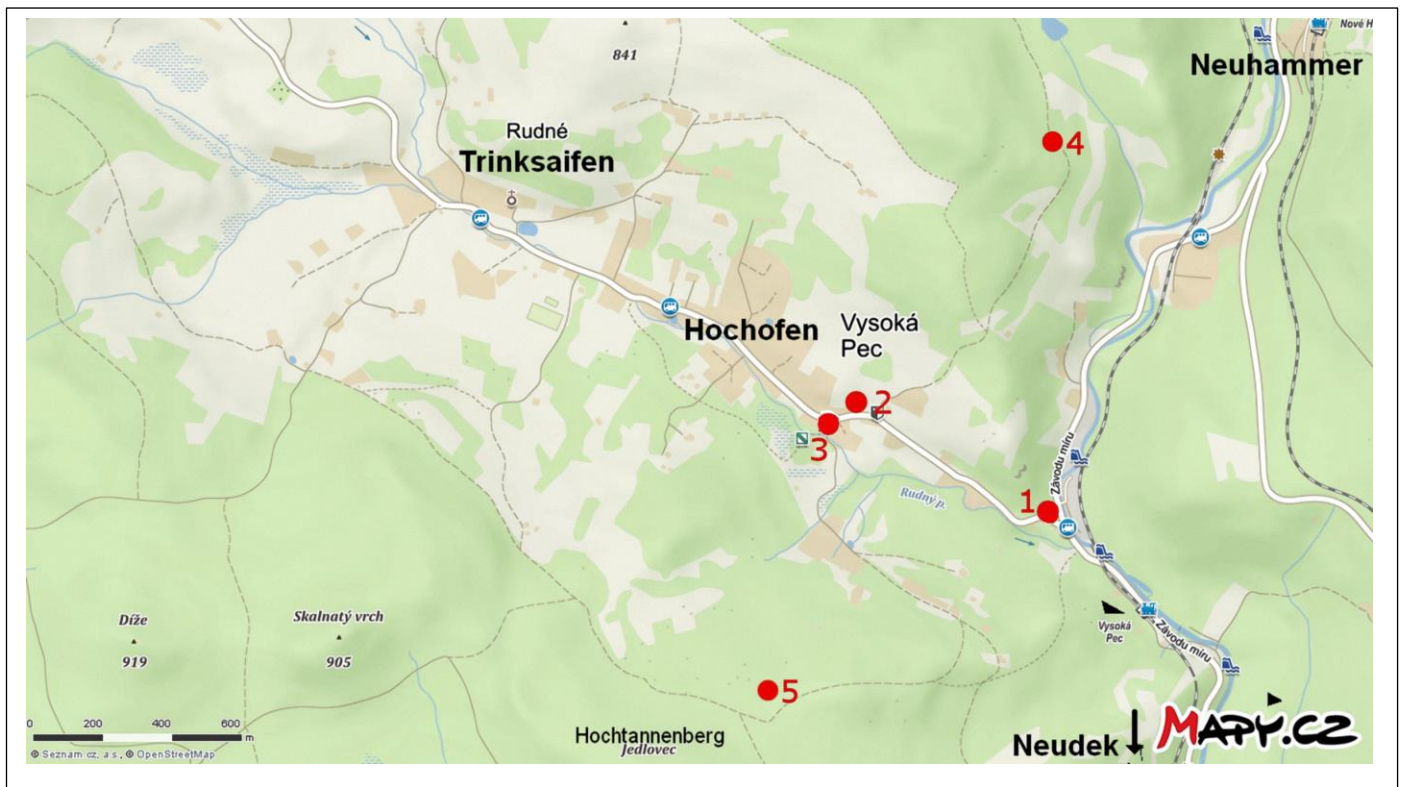 Nové H
841
Neuhammer
Rudné
Trinksaifen
4
Hochofen
Vysoká
Pec
2
3
Závodu míru
Rudný p.
1
Díže
919
Skalnatý vrch
905
Vysoká
Pec
Závodu míru
5
Hochtannenberg
Jedlovec
Neudek
0 200 400 600
m
© Seznam cz, a.s., © OpenStreetMap
MAPY.CZ